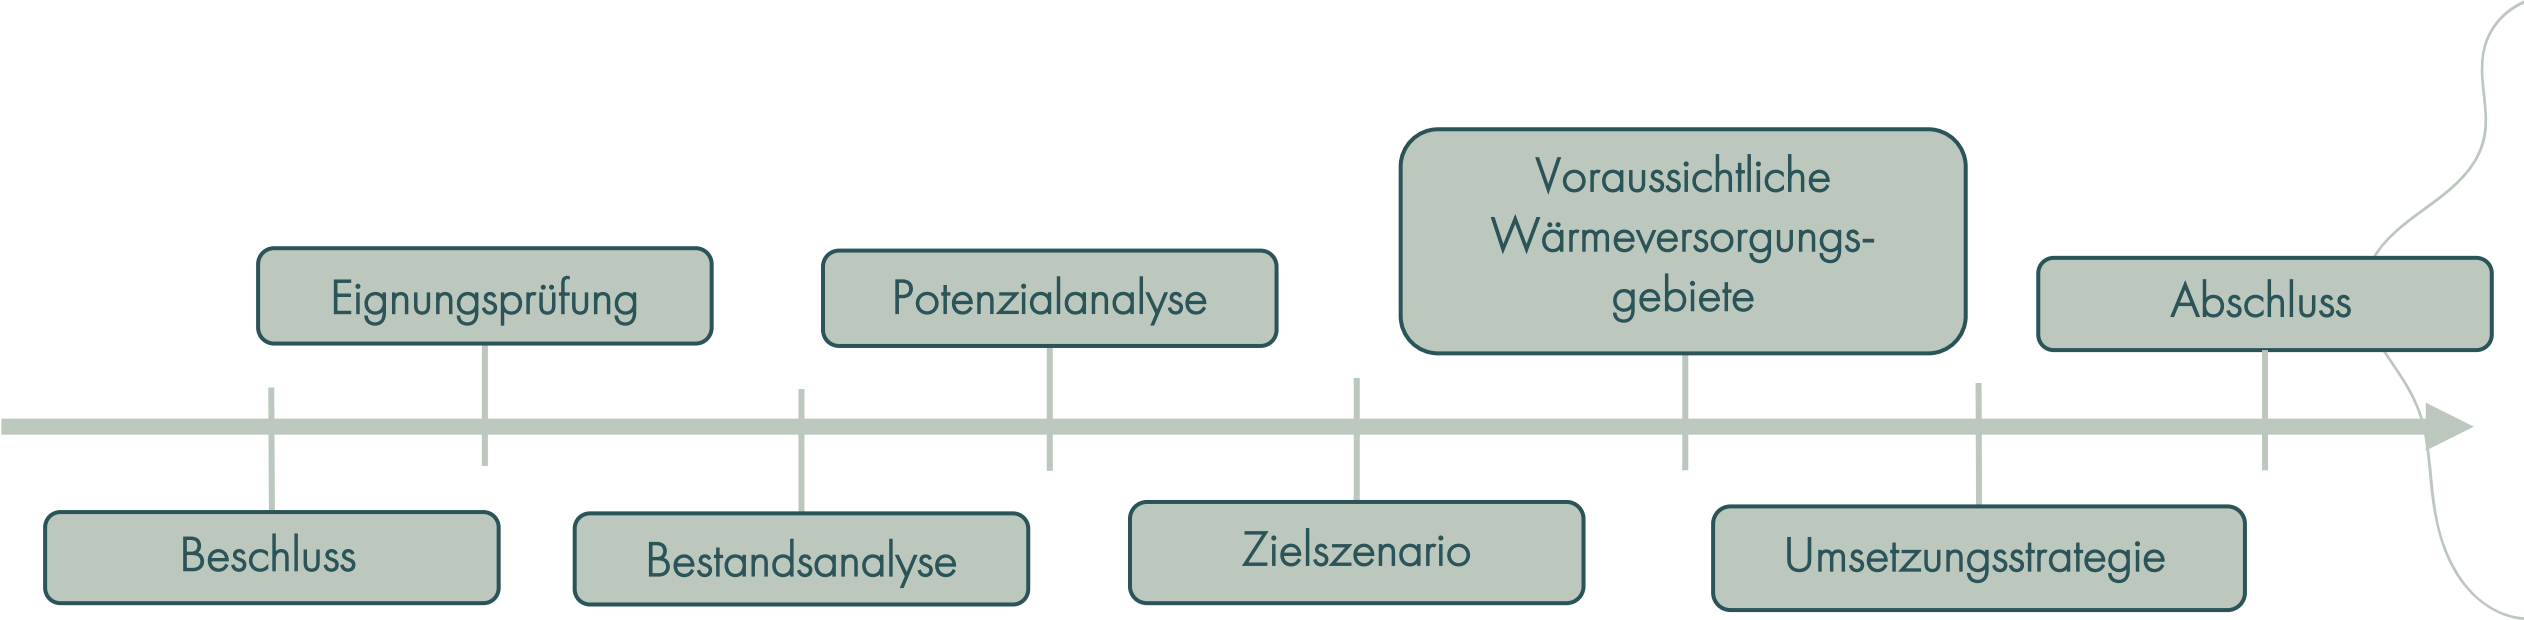 Beschluss
Eignungsprüfung
Bestandsanalyse
Potenzialanalyse
Zielszenario
Voraussichtliche
Wärmeversorgungs-
gebiete
Umsetzungsstrategie
Abschluss